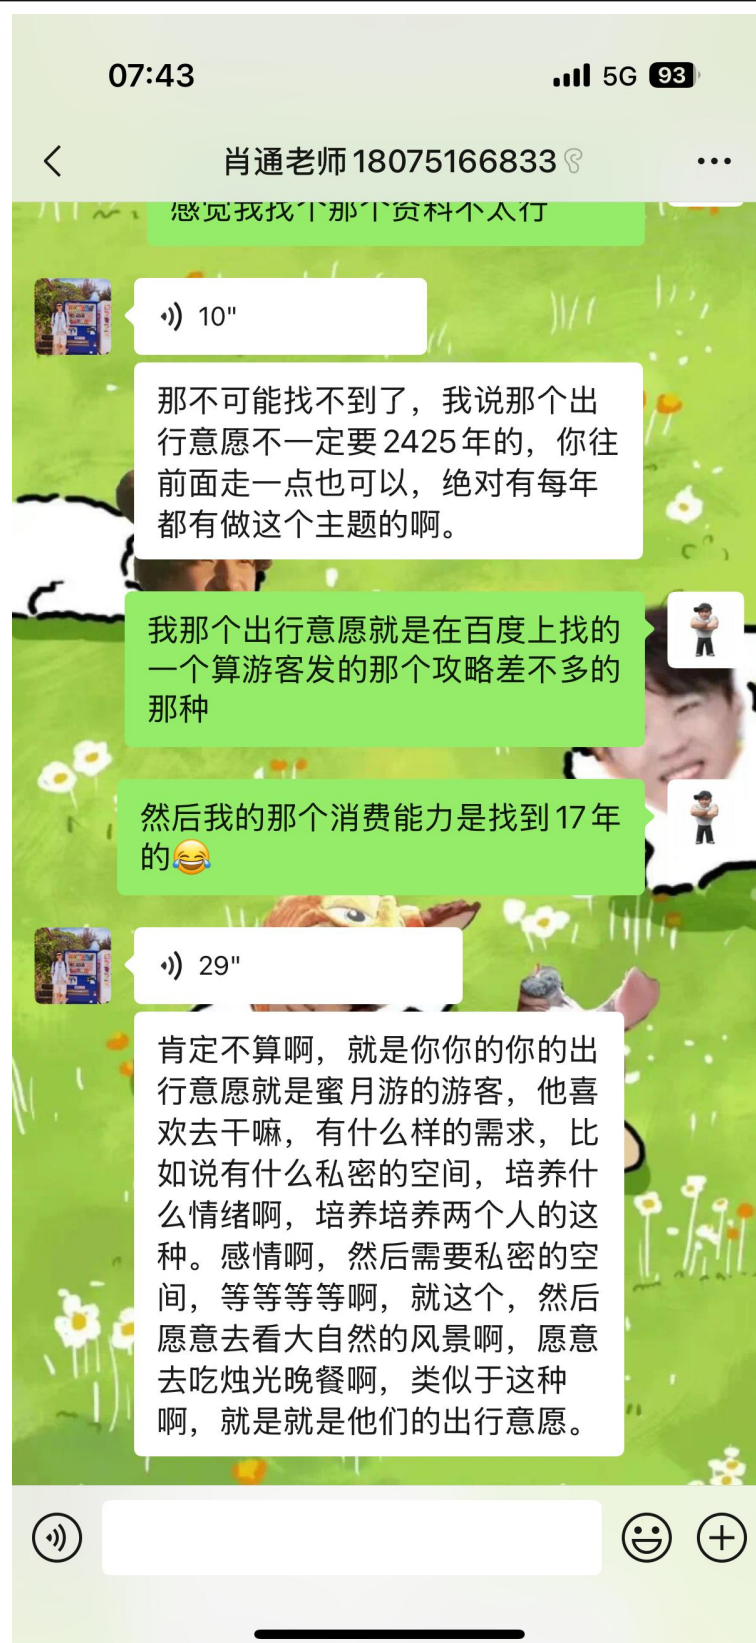 07:43
5G 93
肖通老师18075166833
感觉我找个那个资料不太行
10"
那不可能找不到了，我说那个出
行意愿不一定要2425年的，你往
前面走一点也可以，绝对有每年
都有做这个主题的啊。
我那个出行意愿就是在百度上找的
一个算游客发的那个攻略差不多的
那种
然后我的那个消费能力是找到17年
的😂
29"
肯定不算啊，就是你你的你的出
行意愿就是蜜月游的游客，他喜
欢去干嘛，有什么样的需求，比
如说有什么私密的空间，培养什
么情绪啊，培养培养两个人的这
种。感情啊，然后需要私密的空
间，等等等等啊，就这个，然后
愿意去看大自然的风景啊，愿意
去吃烛光晚餐啊，类似于这种
啊，就是就是他们的出行意愿。